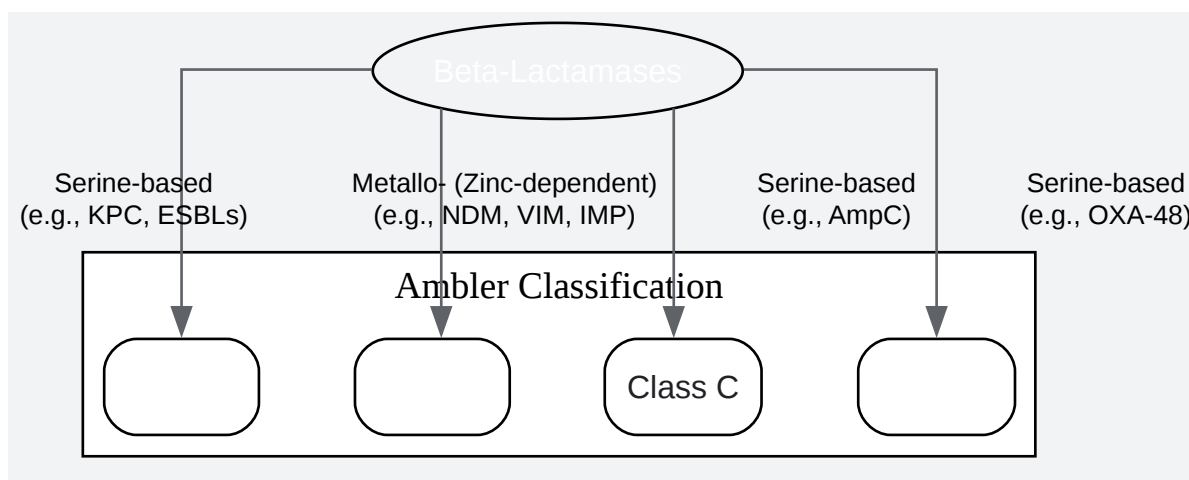 Beta-Lactamases
Serine-based
(e.g., KPC, ESBLs)
Metallo- (Zinc-dependent)
(e.g., NDM, VIM, IMP)
Serine-based
(e.g., AmpC)
Serine-based
(e.g., OXA-48)
Ambler Classification
Class C